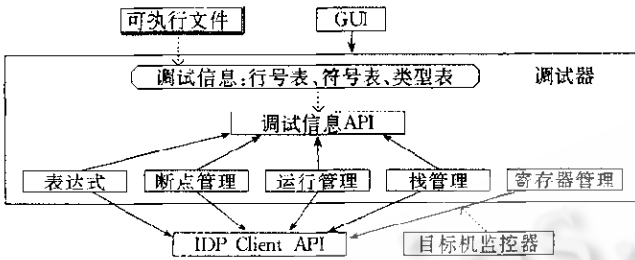 可执行文件 GUI
调试信息:行号表、符号表、类型表 调试器
调试信息API
表达式 断点管理 运行管理 栈管理 寄存器管理
IDP Client API 目标机监控器